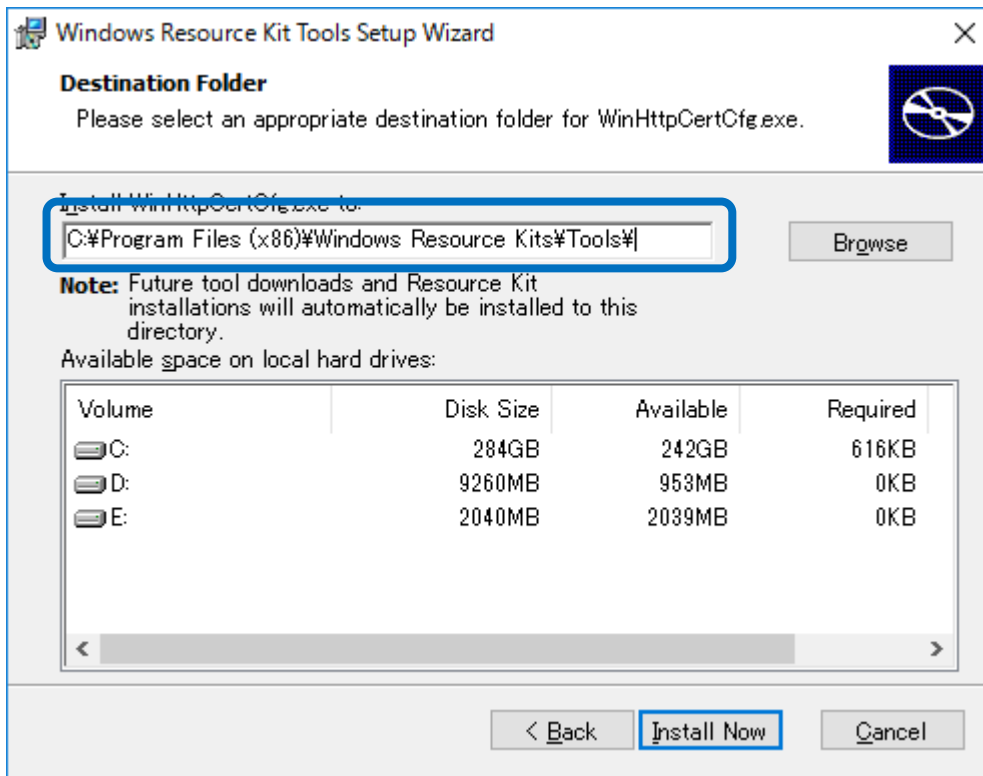 Windows Resource Kit Tools Setup Wizard
Destination Folder
Please select an appropriate destination folder for WinHttpCertCfg.exe.
Install WinHttpCertCfg.exe to:
C:¥Program Files (x86)¥Windows Resource Kits¥Tools¥
Browse
Note: Future tool downloads and Resource Kit
installations will automatically be installed to this
directory.
Available space on local hard drives:
Volume Disk Size Available Required
C: 284GB 242GB 616KB
D: 9260MB 953MB 0KB
E: 2040MB 2039MB 0KB
< Back Install Now Cancel